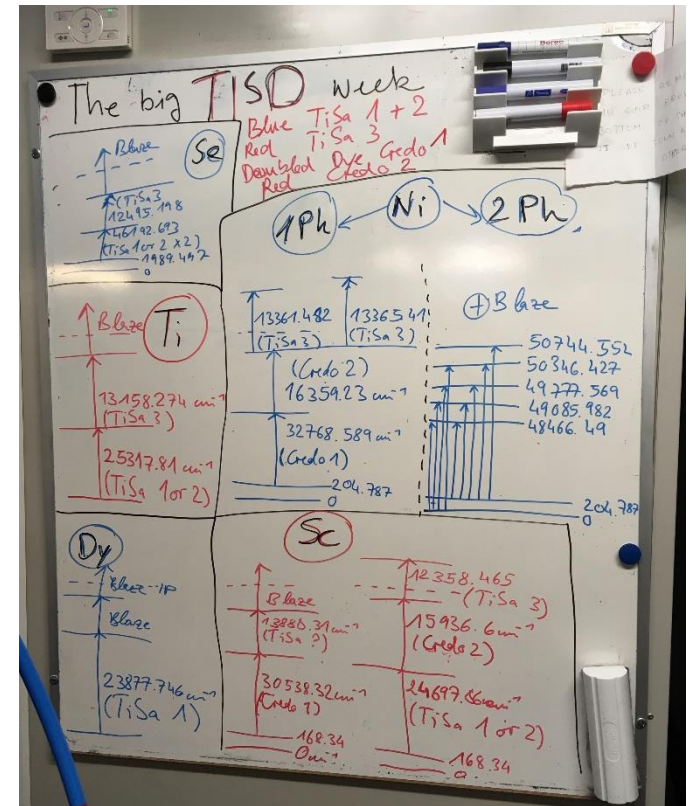 The big TISD week
Blue TiSa 1 + 2
Red TiSa 3
Doubled Dye Credo 1
Red Credo 2
Se
Blaze
(TiSa3
12495.198
46192.693
(TiSa 1 or 2 x2)
1989.497
0
1Ph
Ni
2Ph
13361.482
(TiSa 3)
13365.41
(TiSa 3)
(Credo 2)
16359.23 cm⁻¹
32768.589 cm⁻¹
(Credo 1)
204.787
0
+ Blaze
50744.552
50346.427
49777.569
49085.982
48466.49
204.787
0
Ti
Blaze
13158.274 cm⁻¹
(TiSa 3)
25317.81 cm⁻¹
(TiSa 1 or 2)
Dy
Blaze - IP
Blaze
23877.746 cm⁻¹
(TiSa 1)
Sc
Blaze
(TiSa ?)
30538.32 cm⁻¹
(Credo 1)
168.34
0 cm⁻¹
12358.465
(TiSa 3)
15936.6 cm⁻¹
(Credo 2)
24697.86 cm⁻¹
(TiSa 1 or 2)
168.34
0